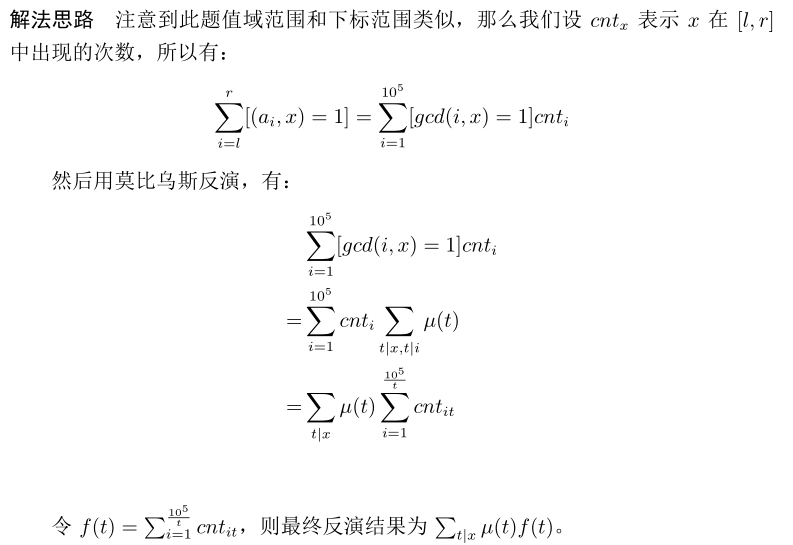 解法思路 注意到此题值域范围和下标范围类似，那么我们设 $cnt_x$ 表示 $x$ 在 $[l, r]$
中出现的次数，所以有：
$$\sum_{i=l}^{r}[(a_i, x) = 1] = \sum_{i=1}^{10^5}[gcd(i, x) = 1]cnt_i$$
然后用莫比乌斯反演，有：
$$\sum_{i=1}^{10^5}[gcd(i, x) = 1]cnt_i$$
$$=\sum_{i=1}^{10^5} cnt_i \sum_{t|x,t|i} \mu(t)$$
$$=\sum_{t|x} \mu(t) \sum_{i=1}^{\frac{10^5}{t}} cnt_{it}$$
令 $f(t) = \sum_{i=1}^{\frac{10^5}{t}} cnt_{it}$，则最终反演结果为 $\sum_{t|x} \mu(t)f(t)$。